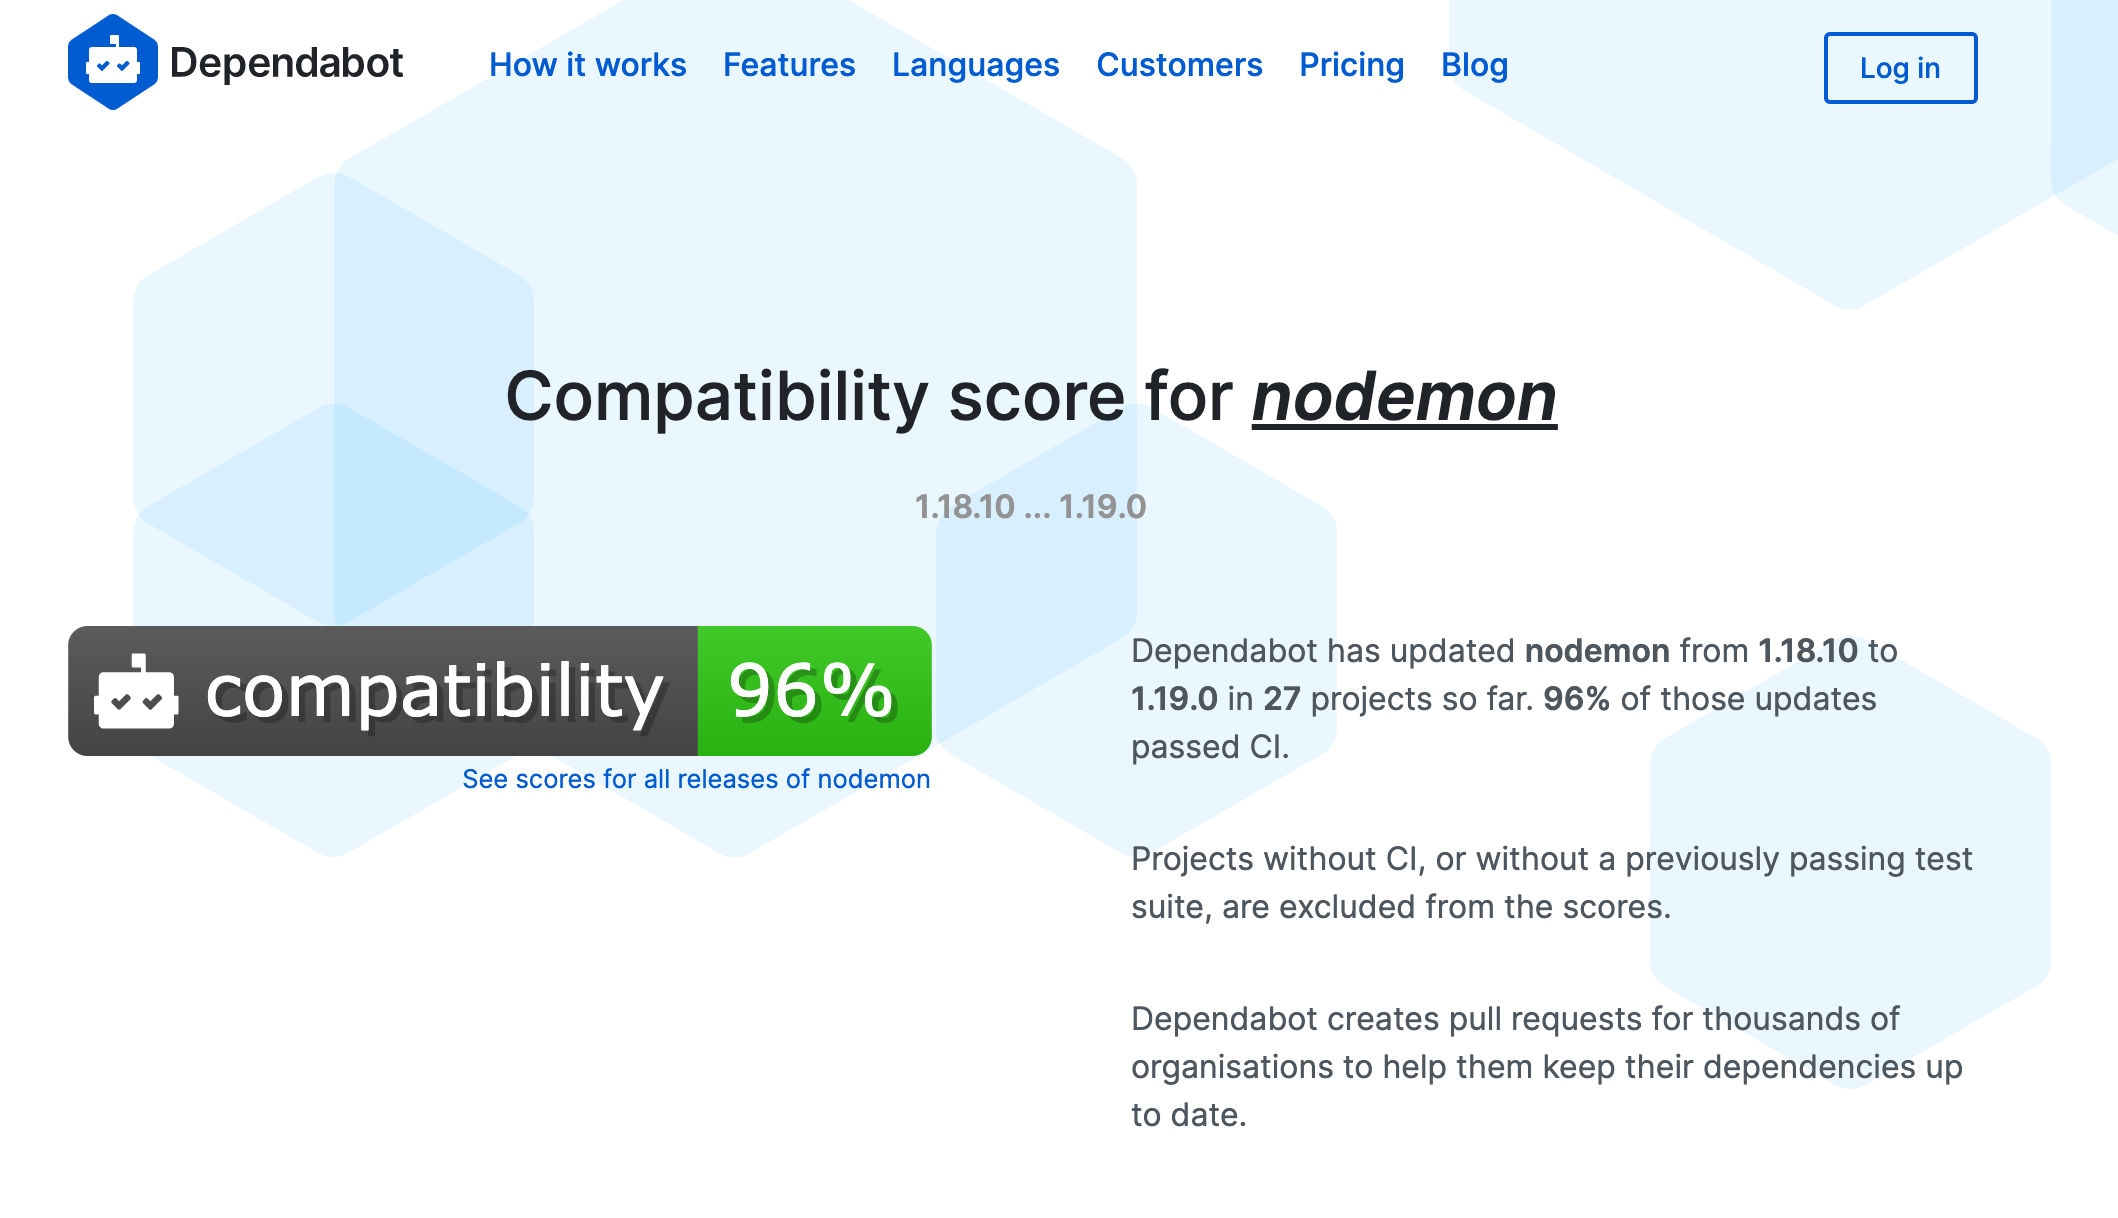 Dependabot
How it works Features Languages Customers Pricing Blog
Log in
Compatibility score for nodemon
1.18.10 ... 1.19.0
compatibility 96%
See scores for all releases of nodemon
Dependabot has updated nodemon from 1.18.10 to
1.19.0 in 27 projects so far. 96% of those updates
passed CI.
Projects without CI, or without a previously passing test
suite, are excluded from the scores.
Dependabot creates pull requests for thousands of
organisations to help them keep their dependencies up
to date.